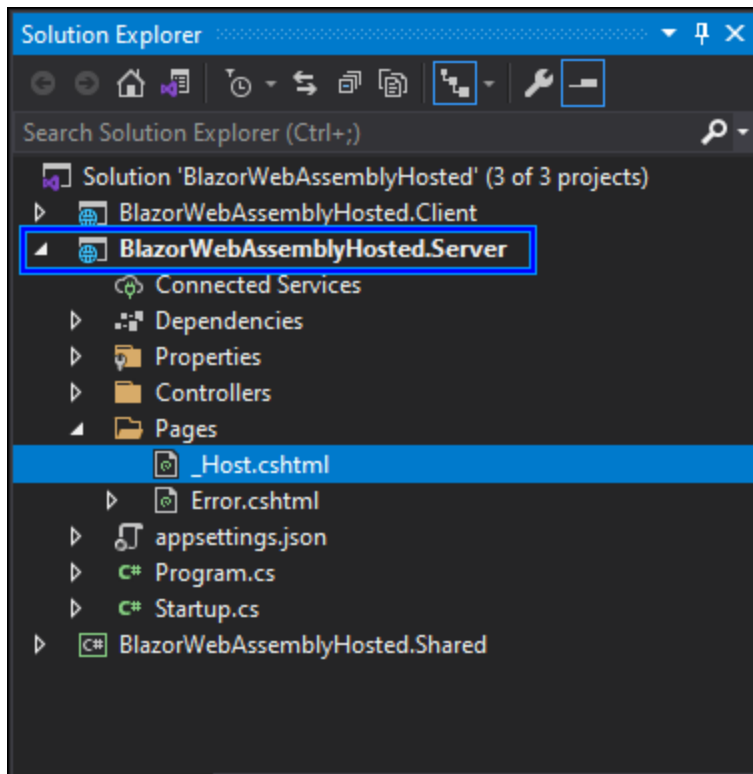 Solution Explorer
Search Solution Explorer (Ctrl+;)
Solution 'BlazorWebAssemblyHosted' (3 of 3 projects)
BlazorWebAssemblyHosted.Client
BlazorWebAssemblyHosted.Server
Connected Services
Dependencies
Properties
Controllers
Pages
_Host.cshtml
Error.cshtml
appsettings.json
C# Program.cs
C# Startup.cs
C# BlazorWebAssemblyHosted.Shared